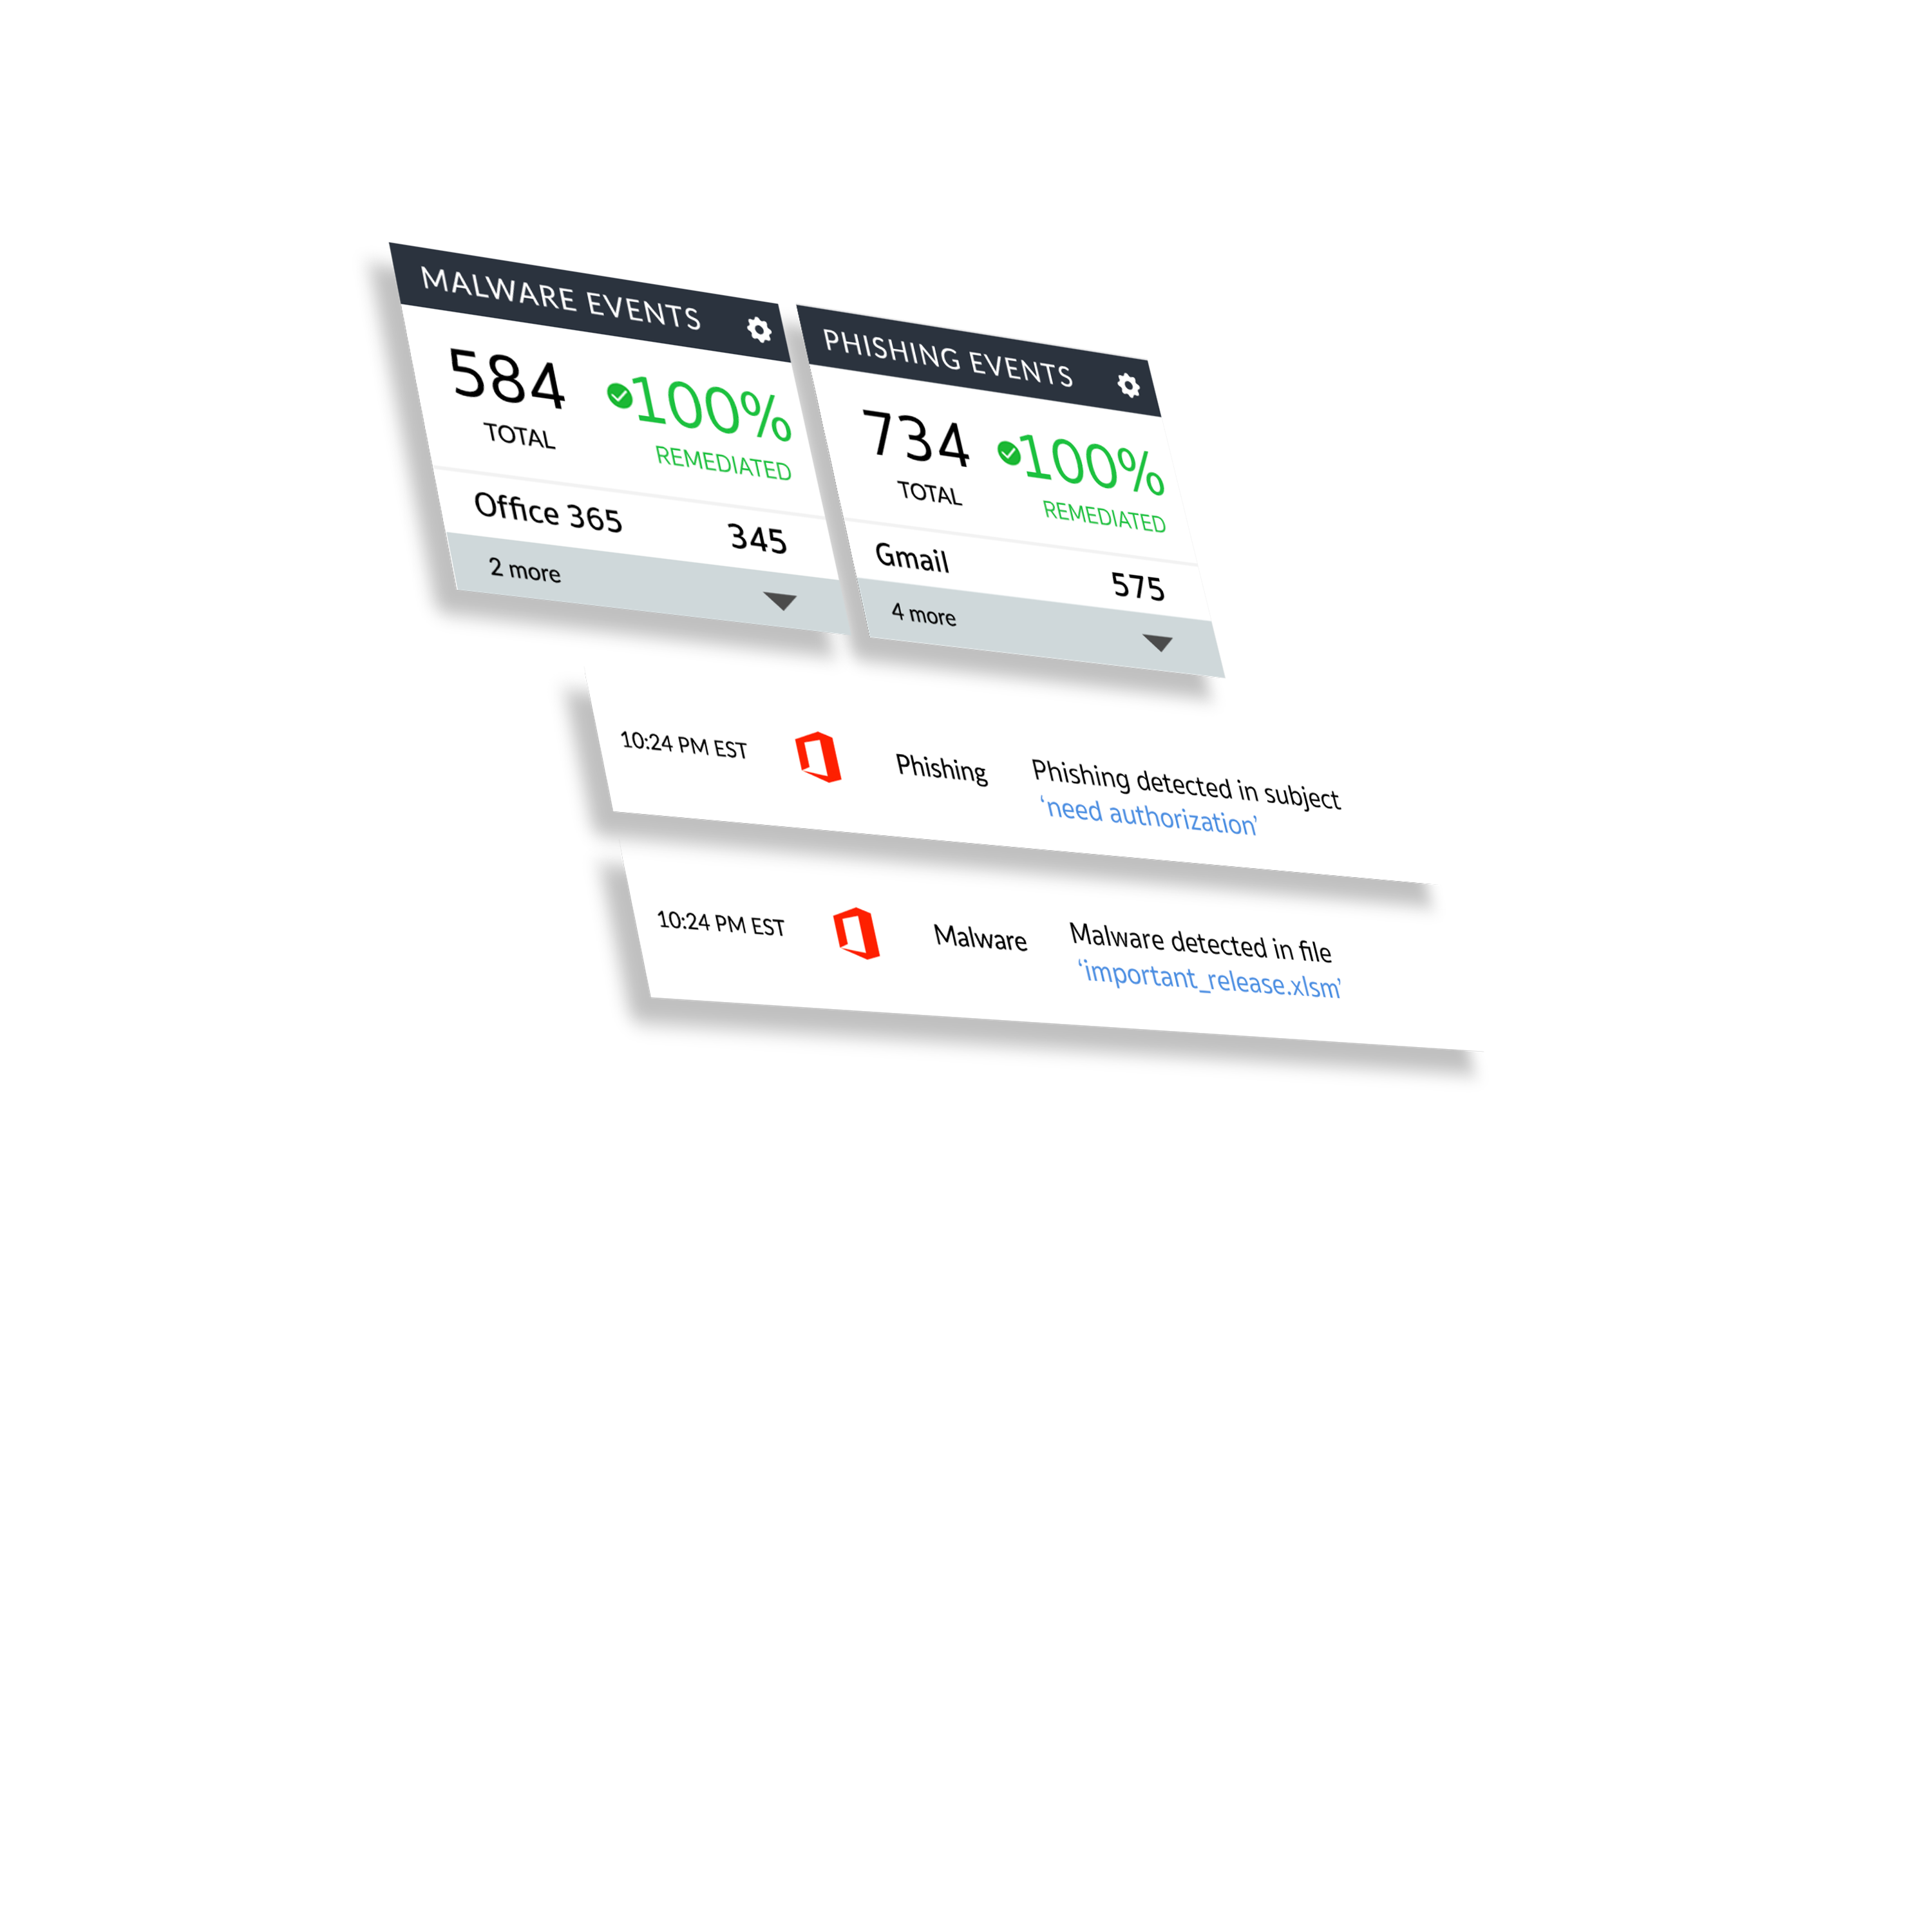 MALWARE EVENTS
584
100%
TOTAL
REMEDIATED
Office 365
345
2 more
PHISHING EVENTS
734
100%
TOTAL
REMEDIATED
Gmail
575
4 more
10:24 PM EST
Phishing
Phishing detected in subject
‘need authorization’
10:24 PM EST
Malware
Malware detected in file
‘important_release.xlsm’